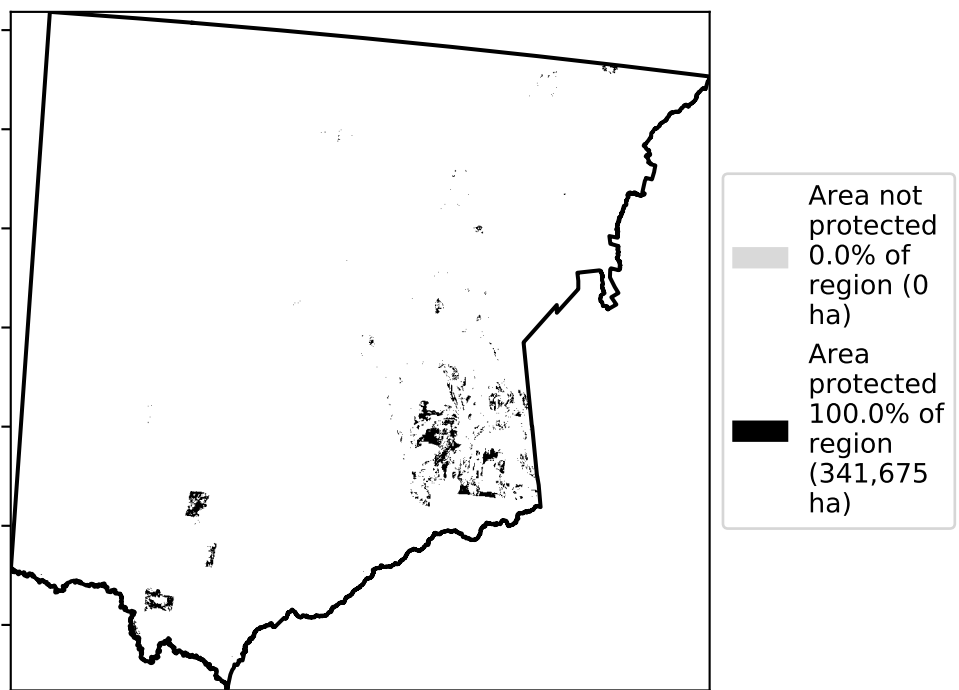 Area not
protected
0.0% of
region (0
ha)
Area
protected
100.0% of
region
(341,675
ha)